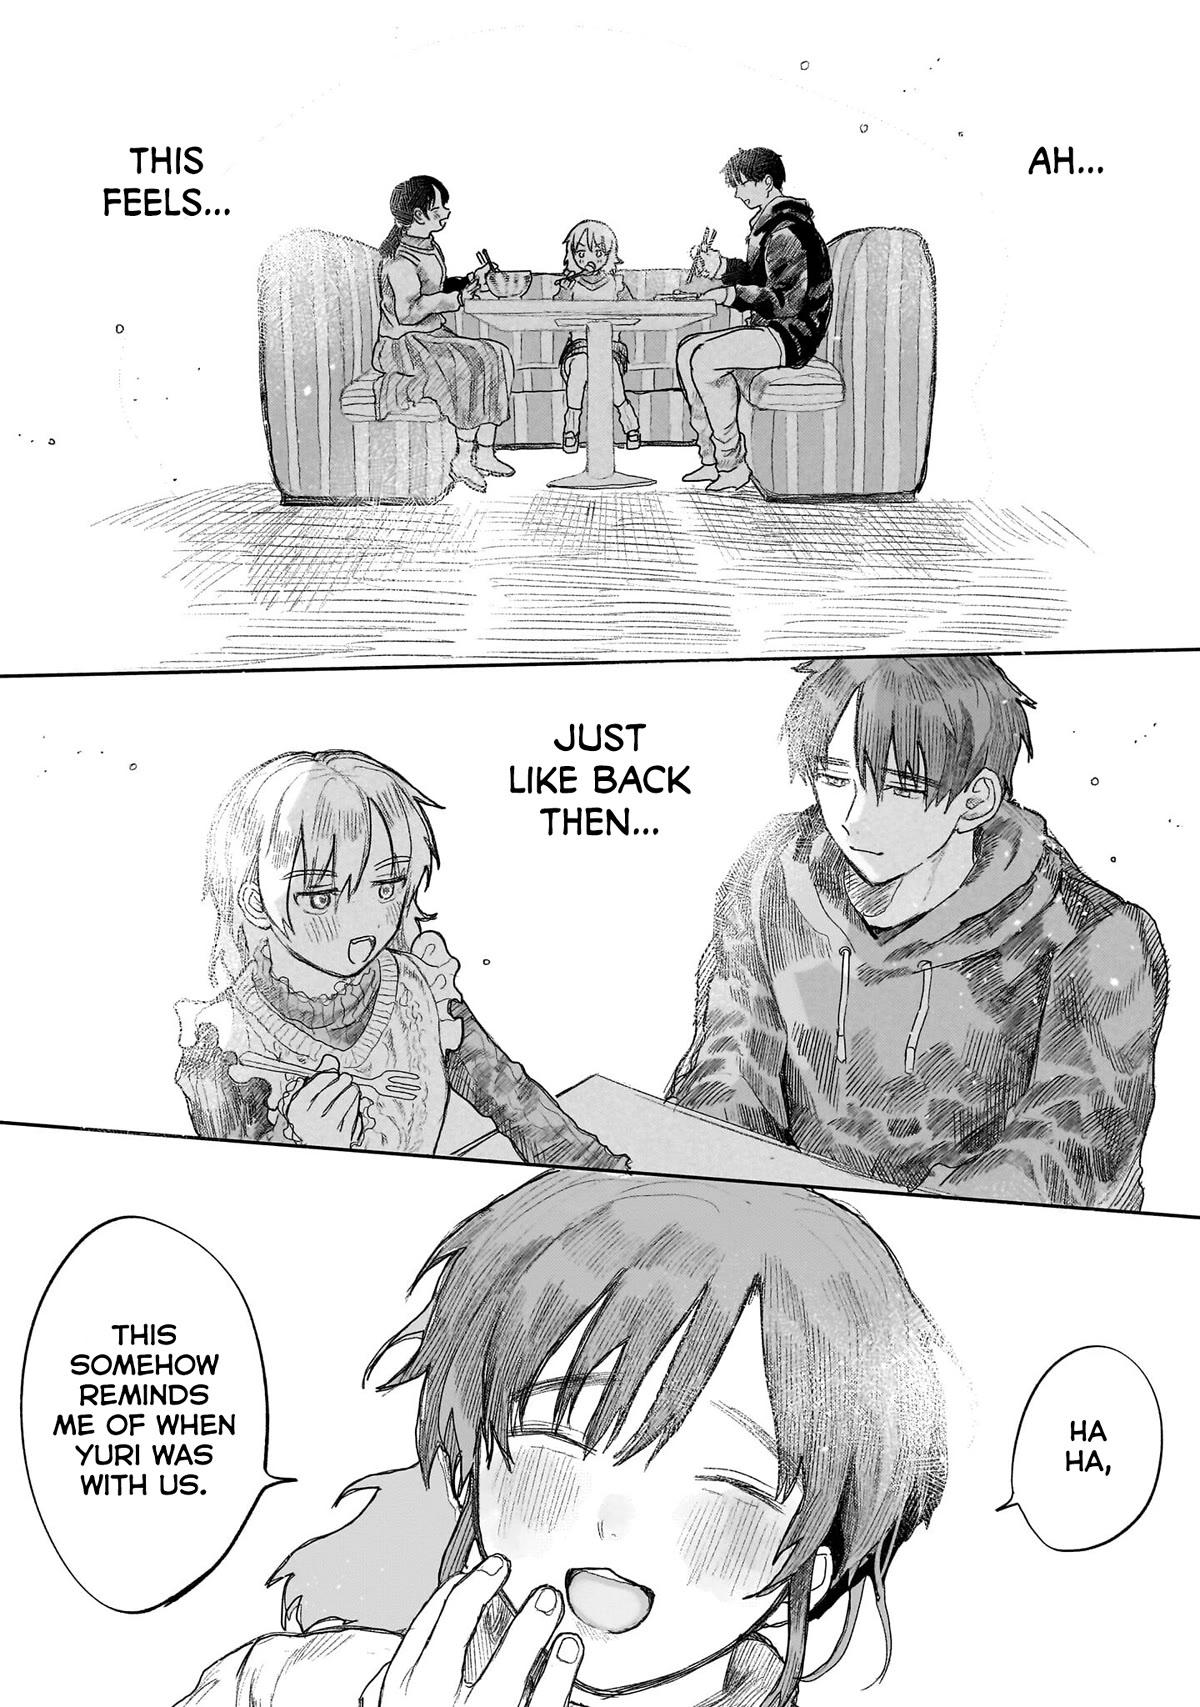 AH...
THIS
FEELS...
JUST
LIKE BACK
THEN...
HA
HA,
THIS
SOMEHOW
REMINDS
ME OF WHEN
YURI WAS
WITH US.